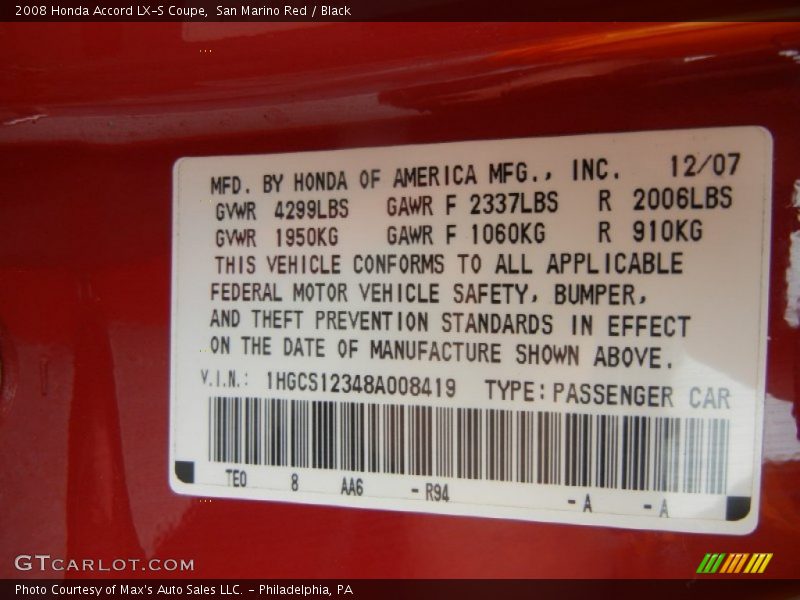 2008 Honda Accord LX-S Coupe, San Marino Red / Black
MFD. BY HONDA OF AMERICA MFG., INC. 12/07
GVWR 4299LBS GAWR F 2337LBS R 2006LBS
GVWR 1950KG GAWR F 1060KG R 910KG
THIS VEHICLE CONFORMS TO ALL APPLICABLE
FEDERAL MOTOR VEHICLE SAFETY, BUMPER,
AND THEFT PREVENTION STANDARDS IN EFFECT
ON THE DATE OF MANUFACTURE SHOWN ABOVE.
V.I.N.: 1HGCS12348A008419 TYPE: PASSENGER CAR
TE0 8 AA6 - R94 - A - A
GTCARLOT.COM
Photo Courtesy of Max's Auto Sales LLC. - Philadelphia, PA